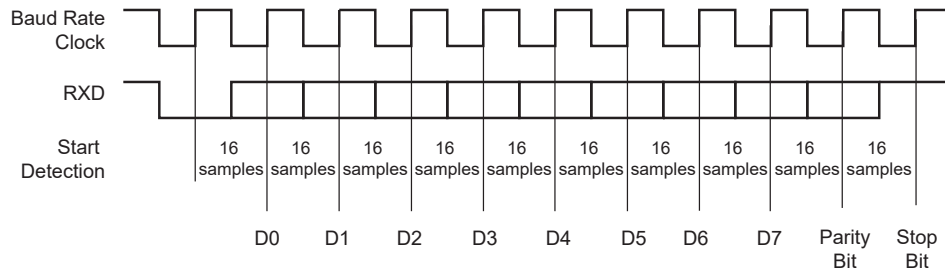 Baud Rate
Clock
RXD
Start
Detection
16 16 16 16 16 16 16 16 16 16
samples samples samples samples samples samples samples samples samples samples
D0 D1 D2 D3 D4 D5 D6 D7 Parity Stop
Bit Bit